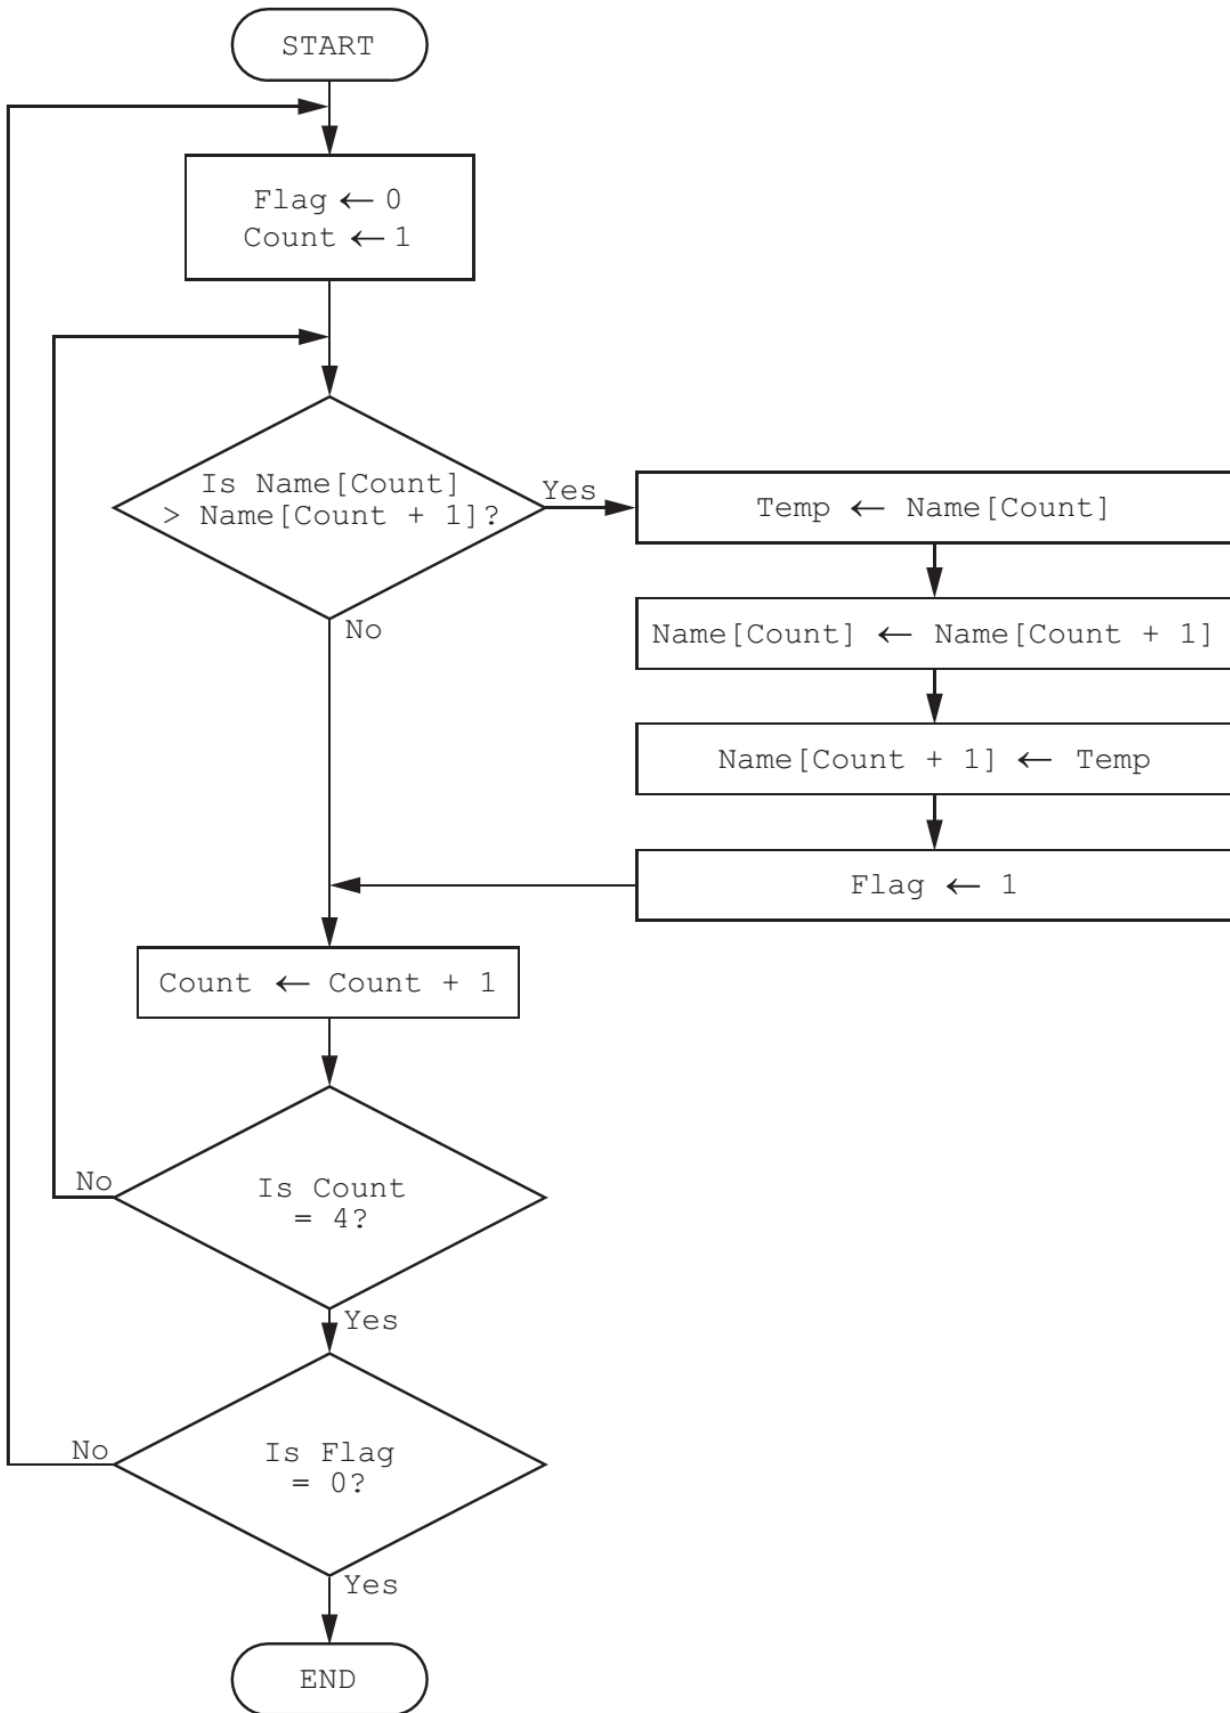 START
Flag ← 0
Count ← 1
Is Name[Count]
> Name[Count + 1]?
Yes
Temp ← Name[Count]
Name[Count] ← Name[Count + 1]
No
Name[Count + 1] ← Temp
Flag ← 1
Count ← Count + 1
No
Is Count
= 4?
Yes
No
Is Flag
= 0?
Yes
END